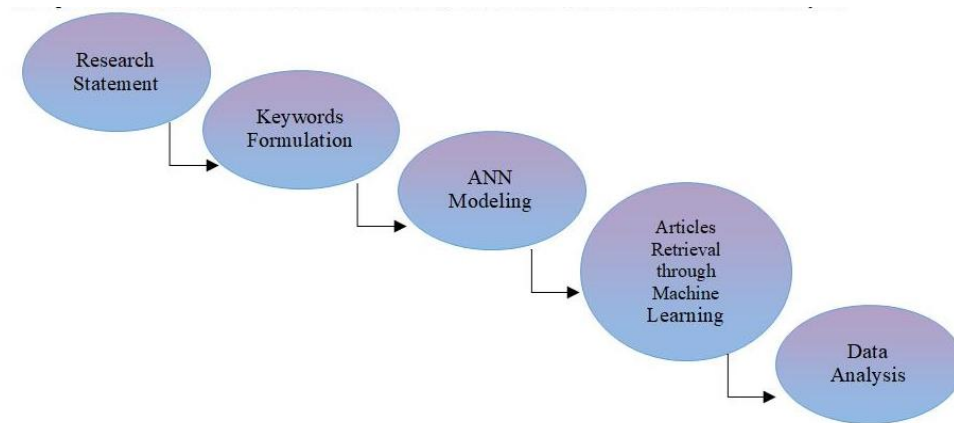 Research
Statement
Keywords
Formulation
ANN
Modeling
Articles
Retrieval
through
Machine
Learning
Data
Analysis